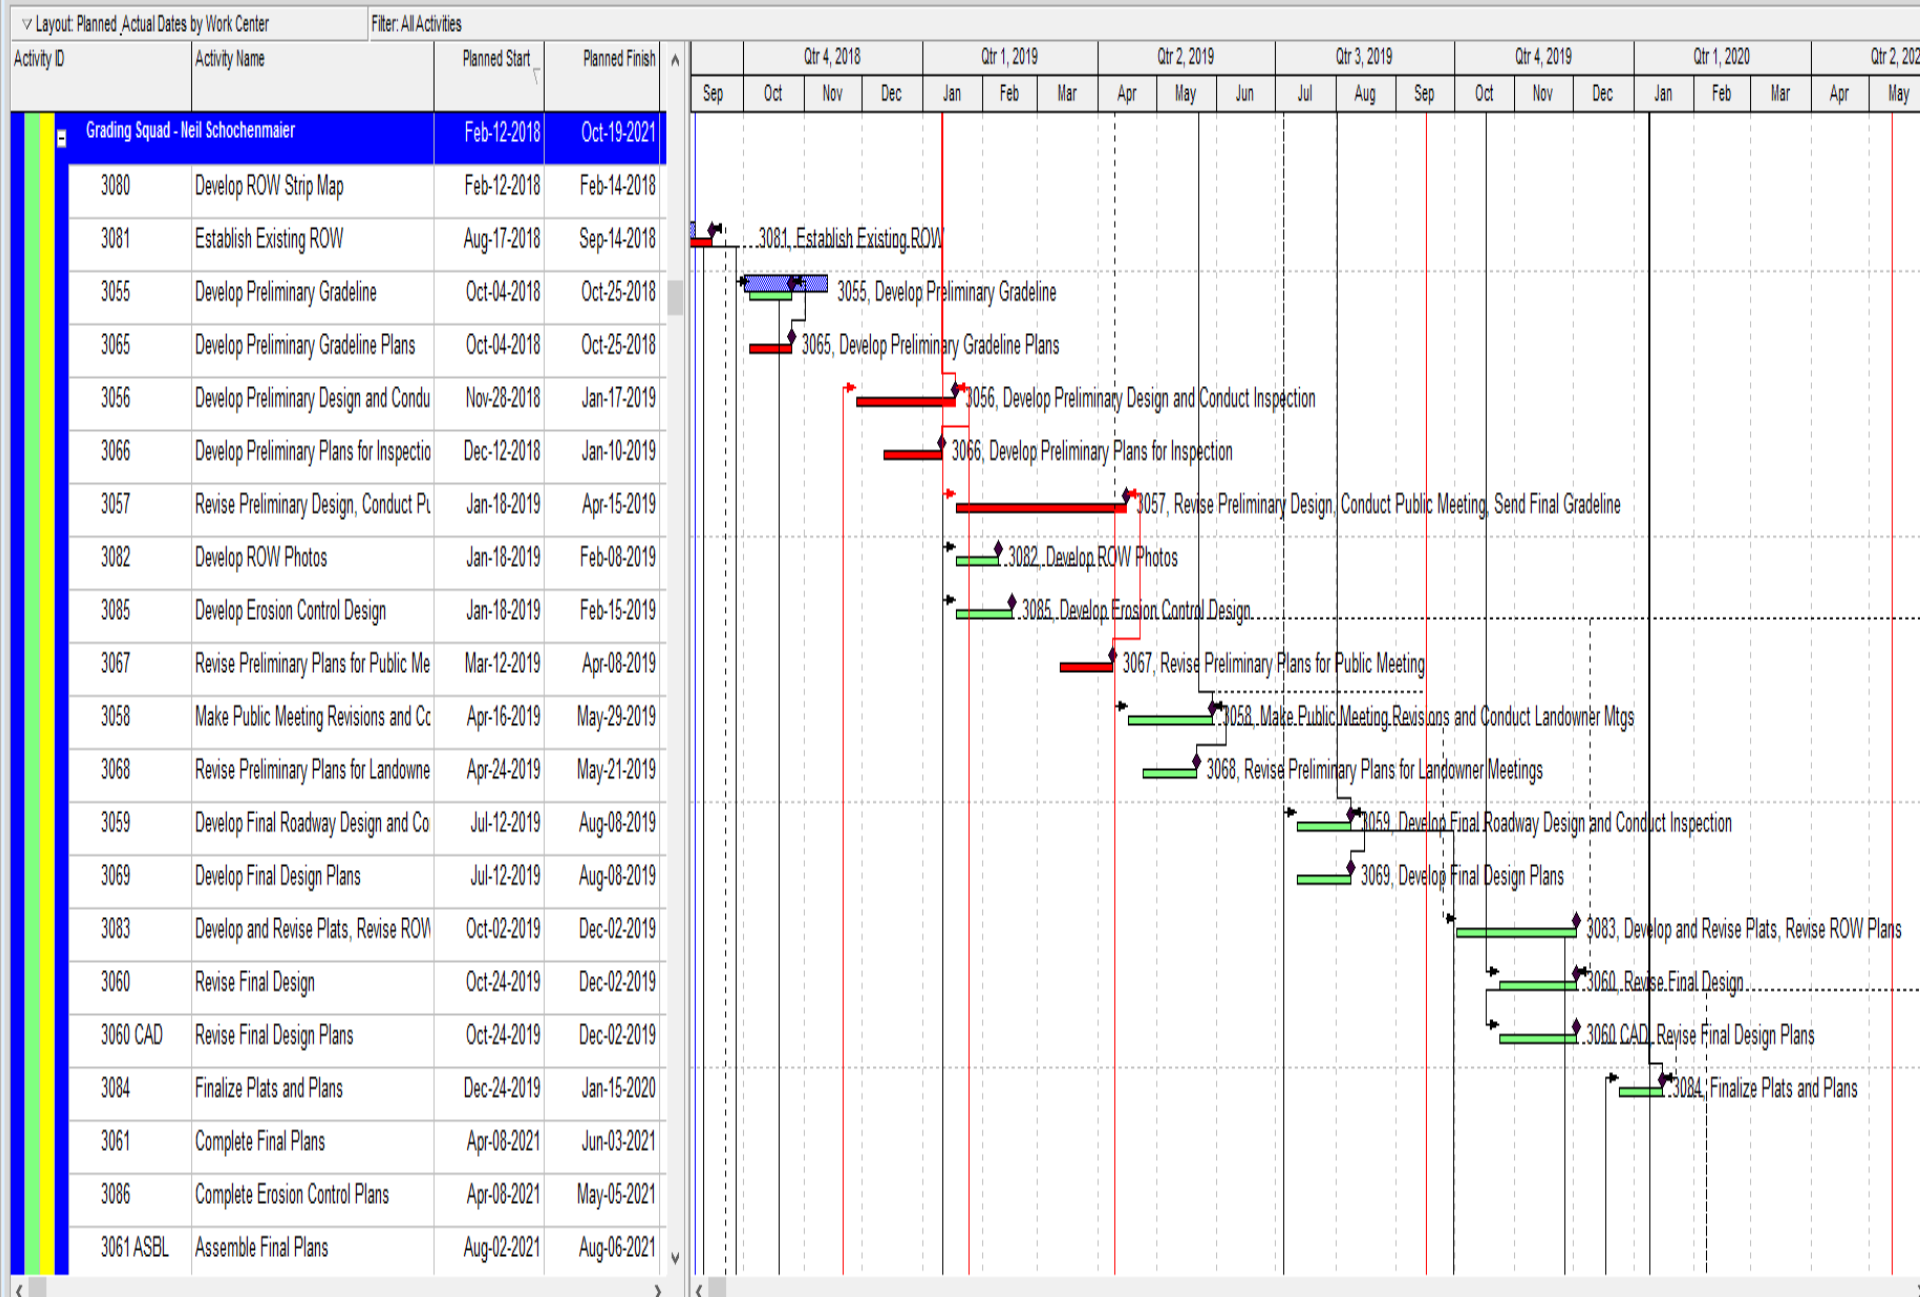 Layout: Planned_Actual Dates by Work Center
Filter: All Activities
Activity ID Activity Name Planned Start Planned Finish
Qtr 4, 2018 Qtr 1, 2019 Qtr 2, 2019 Qtr 3, 2019 Qtr 4, 2019 Qtr 1, 2020 Qtr 2, 202
Sep Oct Nov Dec Jan Feb Mar Apr May Jun Jul Aug Sep Oct Nov Dec Jan Feb Mar Apr May
Grading Squad - Neil Schochenmaier Feb-12-2018 Oct-19-2021
3080 Develop ROW Strip Map Feb-12-2018 Feb-14-2018
3081 Establish Existing ROW Aug-17-2018 Sep-14-2018 3081, Establish Existing ROW
3055 Develop Preliminary Gradeline Oct-04-2018 Oct-25-2018 3055, Develop Preliminary Gradeline
3065 Develop Preliminary Gradeline Plans Oct-04-2018 Oct-25-2018 3065, Develop Preliminary Gradeline Plans
3056 Develop Preliminary Design and Condu Nov-28-2018 Jan-17-2019 3056, Develop Preliminary Design and Conduct Inspection
3066 Develop Preliminary Plans for Inspectio Dec-12-2018 Jan-10-2019 3066, Develop Preliminary Plans for Inspection
3057 Revise Preliminary Design, Conduct Pu Jan-18-2019 Apr-15-2019 3057, Revise Preliminary Design, Conduct Public Meeting, Send Final Gradeline
3082 Develop ROW Photos Jan-18-2019 Feb-08-2019 3082, Develop ROW Photos
3085 Develop Erosion Control Design Jan-18-2019 Feb-15-2019 3085, Develop Erosion Control Design
3067 Revise Preliminary Plans for Public Me Mar-12-2019 Apr-08-2019 3067, Revise Preliminary Plans for Public Meeting
3058 Make Public Meeting Revisions and Cc Apr-16-2019 May-29-2019 3058, Make Public Meeting Revisions and Conduct Landowner Mtgs
3068 Revise Preliminary Plans for Landowne Apr-24-2019 May-21-2019 3068, Revise Preliminary Plans for Landowner Meetings
3059 Develop Final Roadway Design and Co Jul-12-2019 Aug-08-2019 3059, Develop Final Roadway Design and Conduct Inspection
3069 Develop Final Design Plans Jul-12-2019 Aug-08-2019 3069, Develop Final Design Plans
3083 Develop and Revise Plats, Revise ROW Oct-02-2019 Dec-02-2019 3083, Develop and Revise Plats, Revise ROW Plans
3060 Revise Final Design Oct-24-2019 Dec-02-2019 3060, Revise Final Design
3060 CAD Revise Final Design Plans Oct-24-2019 Dec-02-2019 3060 CAD, Revise Final Design Plans
3084 Finalize Plats and Plans Dec-24-2019 Jan-15-2020 3084, Finalize Plats and Plans
3061 Complete Final Plans Apr-08-2021 Jun-03-2021
3086 Complete Erosion Control Plans Apr-08-2021 May-05-2021
3061 ASBL Assemble Final Plans Aug-02-2021 Aug-06-2021